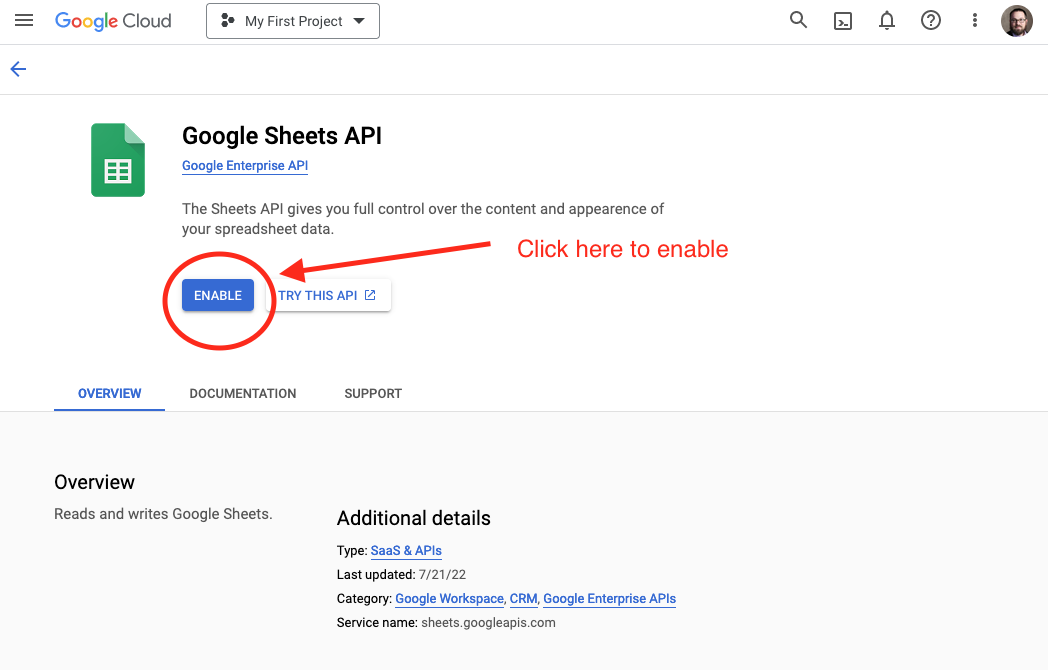 Google Cloud
My First Project
Google Sheets API
Google Enterprise API
The Sheets API gives you full control over the content and appearence of
your spreadsheet data.
Click here to enable
ENABLE
TRY THIS API
OVERVIEW DOCUMENTATION SUPPORT
Overview
Reads and writes Google Sheets.
Additional details
Type: SaaS & APIs
Last updated: 7/21/22
Category: Google Workspace, CRM, Google Enterprise APIs
Service name: sheets.googleapis.com